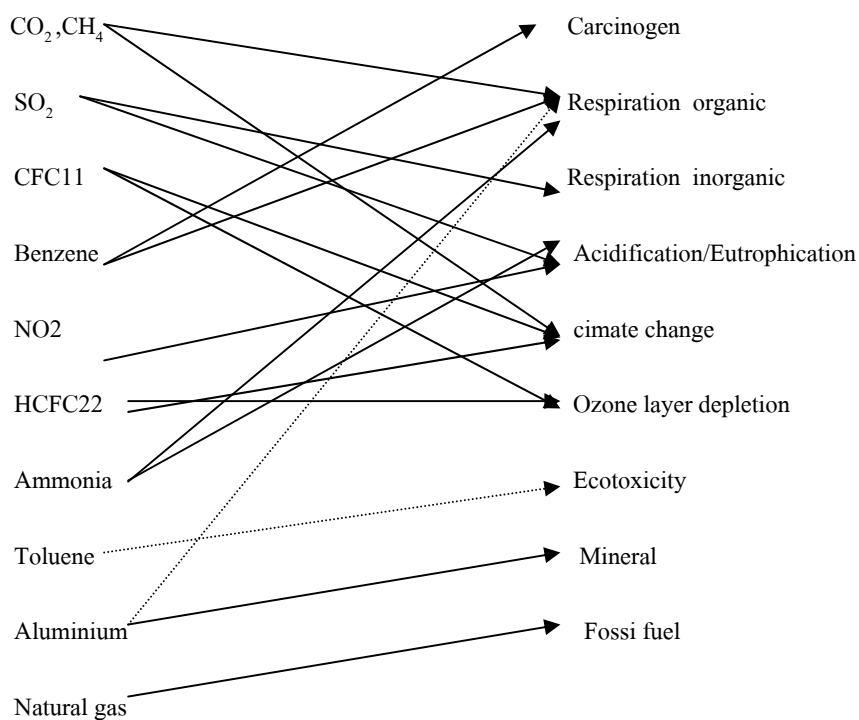 CO₂,CH₄ Carcinogen
SO₂ Respiration organic
CFC11 Respiration inorganic
Benzene Acidification/Eutrophication
NO2 cimate change
HCFC22 Ozone layer depletion
Ammonia Ecotoxicity
Toluene Mineral
Aluminium Fossi fuel
Natural gas